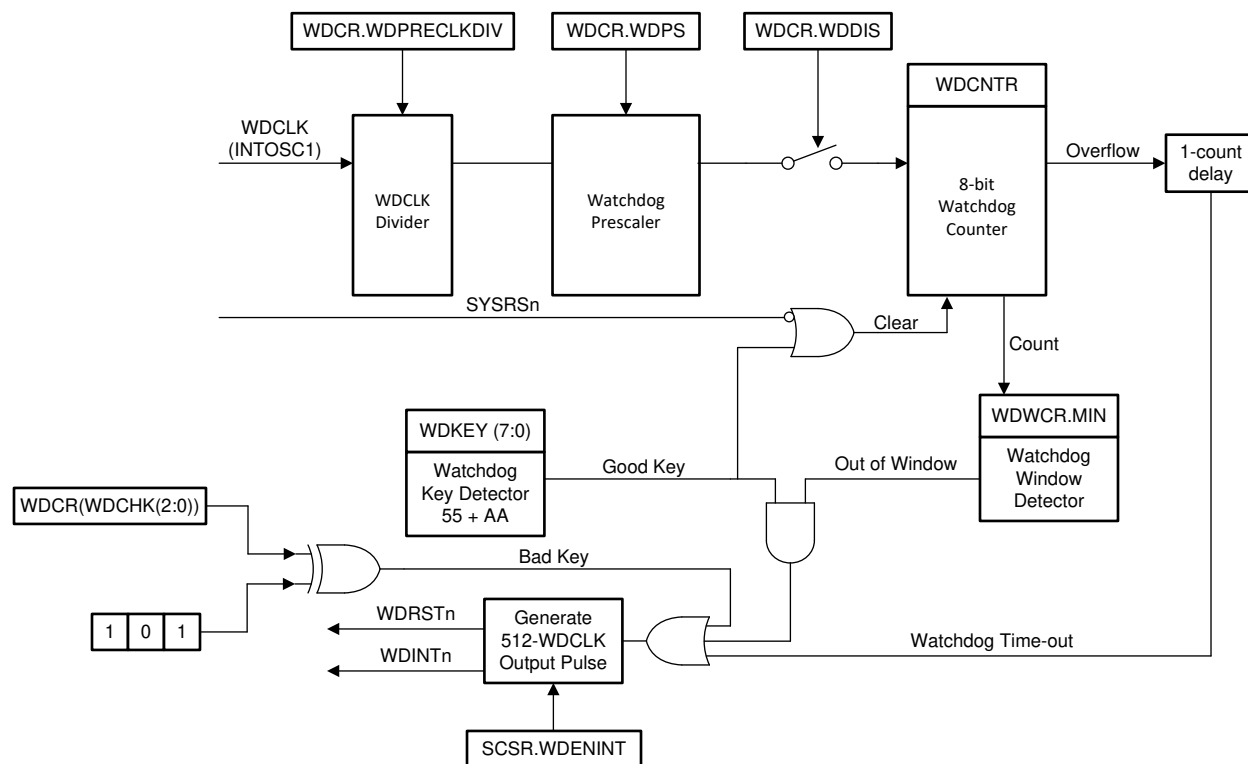 WDCR.WDPRECLKDIV
WDCR.WDPS
WDCR.WDDIS
WDCNTR
WDCLK
(INTOSC1)
WDCLK
Divider
Watchdog
Prescaler
8-bit
Watchdog
Counter
Overflow
1-count
delay
SYSRSn
Clear
Count
WDKEY (7:0)
Watchdog
Key Detector
55 + AA
Good Key
Out of Window
WDWCR.MIN
Watchdog
Window
Detector
WDCR(WDCHK(2:0))
Bad Key
1 0 1
WDRSTn
WDINTn
Generate
512-WDCLK
Output Pulse
Watchdog Time-out
SCSR.WDENINT